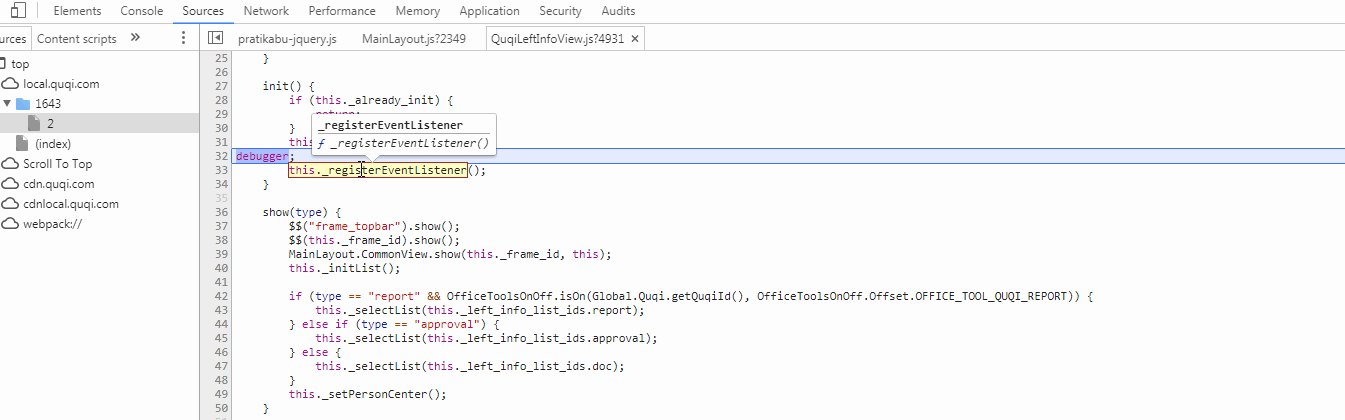 Elements Console Sources Network Performance Memory Application Security Audits
urces Content scripts » pratikabu-jquery.js MainLayout.js?2349 QuqiLeftInfoView.js?4931 ×
top
local.quqi.com
1643
2
(index)
Scroll To Top
cdn.quqi.com
cdnlocal.quqi.com
webpack://
25 }
26
27 init() {
28 if (this._already_init) {
29
30 }
31 this
32 debugger;
33 this._registerEventListener();
34 }
35
36 show(type) {
37 $$("frame_topbar").show();
38 $$(this._frame_id).show();
39 MainLayout.CommonView.show(this._frame_id, this);
40 this._initList();
41
42 if (type == "report" && OfficeToolsOnOff.isOn(Global.Quqi.getQuqiId(), OfficeToolsOnOff.Offset.OFFICE_TOOL_QUQI_REPORT)) {
43 this._selectList(this._left_info_list_ids.report);
44 } else if (type == "approval") {
45 this._selectList(this._left_info_list_ids.approval);
46 } else {
47 this._selectList(this._left_info_list_ids.doc);
48 }
49 this._setPersonCenter();
50 }
_registerEventListener
ƒ _registerEventListener()